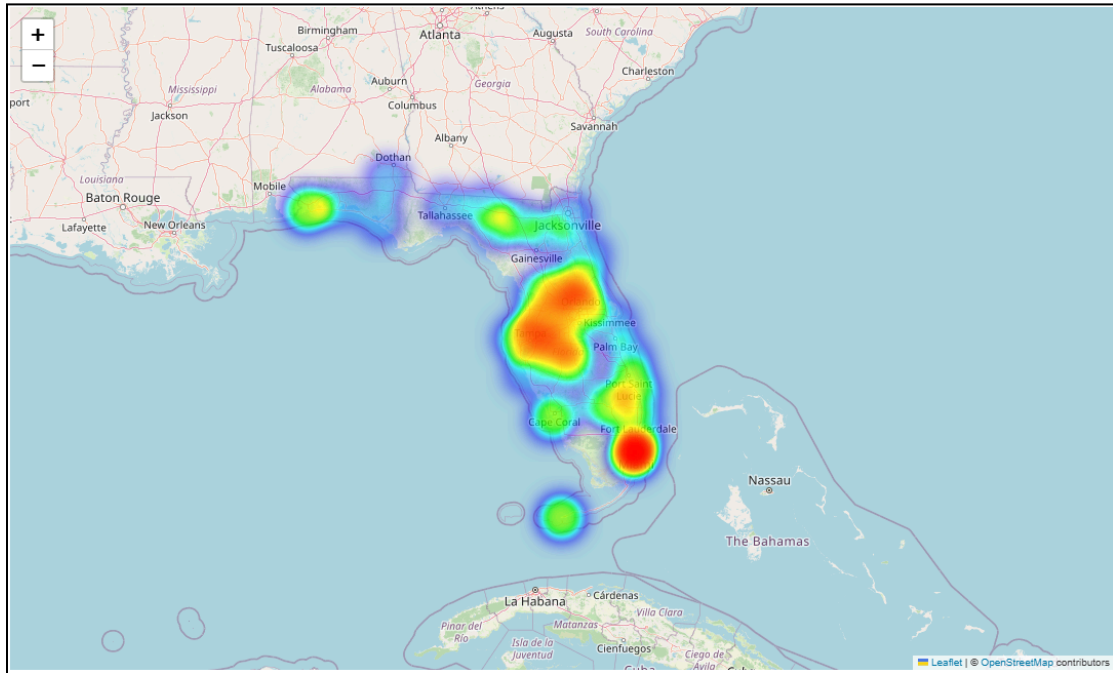 +
−
Athens
Birmingham
Atlanta
Augusta
South Carolina
Tuscaloosa
Charleston
Auburn
Georgia
Mississippi
Alabama
Columbus
port
Jackson
Savannah
Albany
Dothan
Louisiana
Mobile
Baton Rouge
Tallahassee
Lafayette
New Orleans
Jacksonville
Gainesville
Orlando
Kissimmee
Tampa
Palm Bay
Port Saint
Lucie
Cape Coral
Fort Lauderdale
Nassau
The Bahamas
La Habana
Cárdenas
Villa Clara
Pinar del
Río
Matanzas
Isla de la
Juventud
Cienfuegos
Ciego de
Ávila
Cuba
Leaflet | © OpenStreetMap contributors